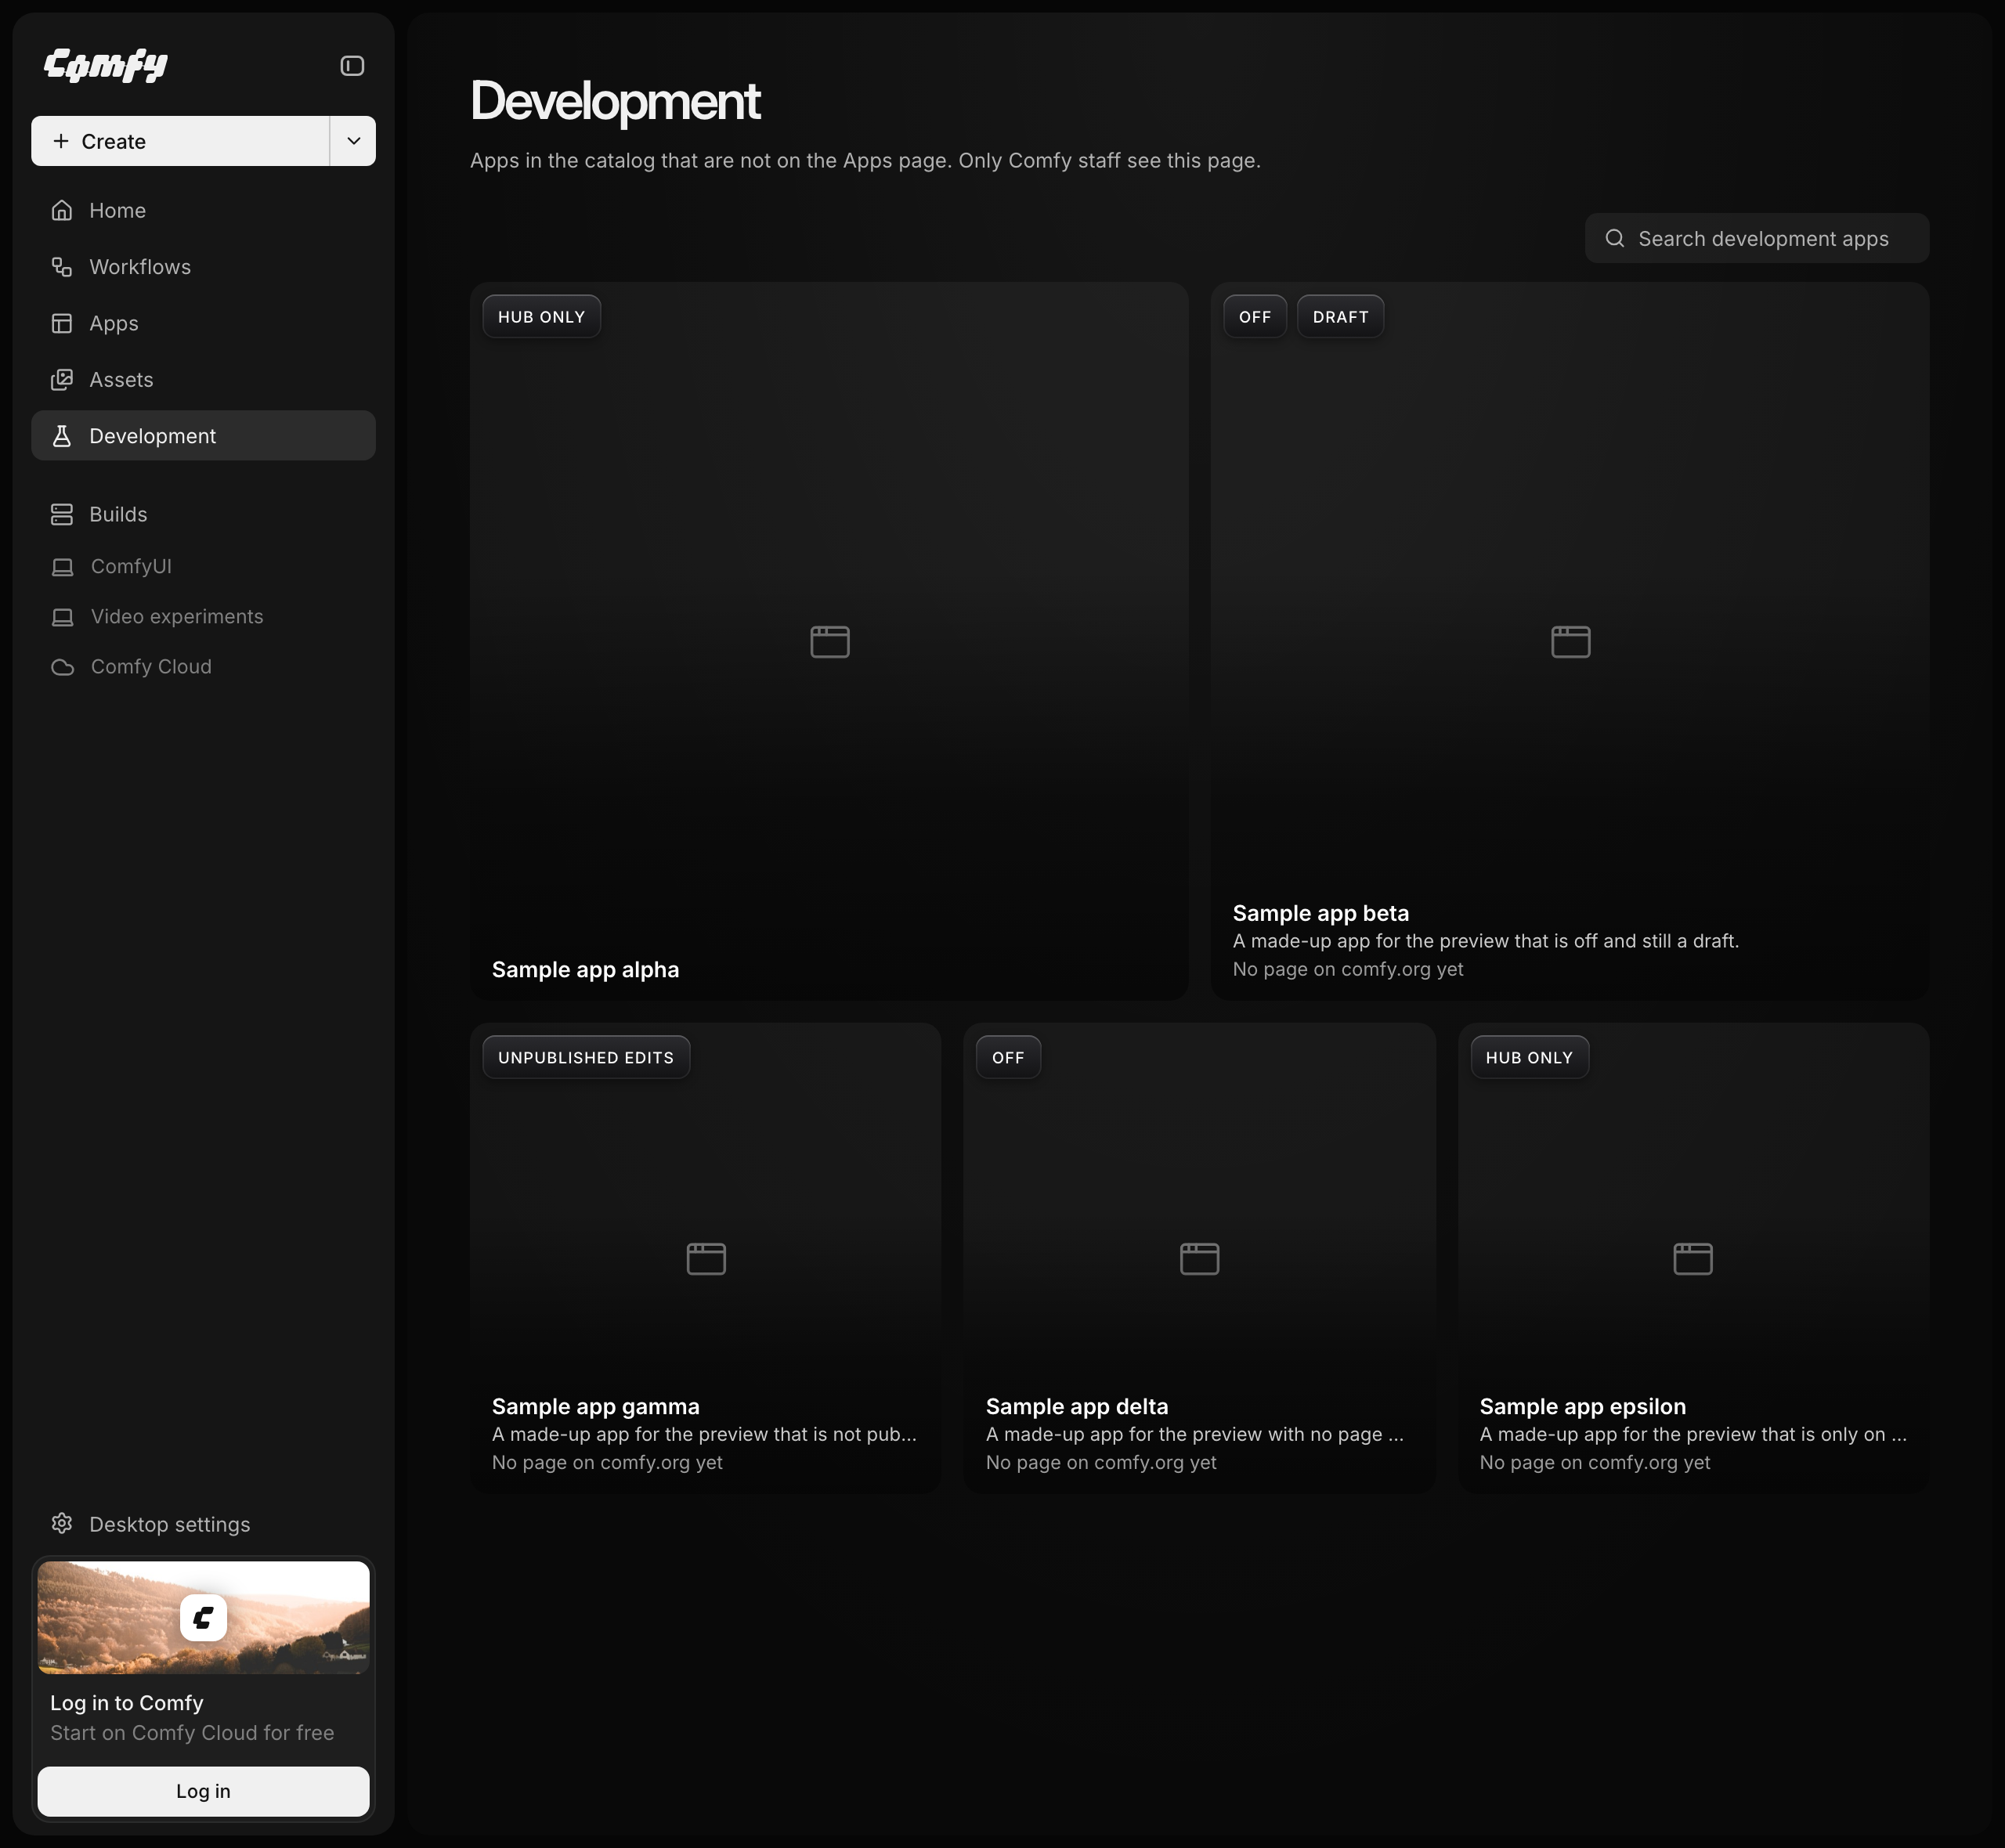 Comfy
Create
Home
Workflows
Apps
Assets
Development
Builds
ComfyUI
Video experiments
Comfy Cloud
Desktop settings
Log in to Comfy
Start on Comfy Cloud for free
Log in
Development
Apps in the catalog that are not on the Apps page. Only Comfy staff see this page.
Search development apps
HUB ONLY
Sample app alpha
OFF DRAFT
Sample app beta
A made-up app for the preview that is off and still a draft.
No page on comfy.org yet
UNPUBLISHED EDITS
Sample app gamma
A made-up app for the preview that is not pub...
No page on comfy.org yet
OFF
Sample app delta
A made-up app for the preview with no page ...
No page on comfy.org yet
HUB ONLY
Sample app epsilon
A made-up app for the preview that is only on ...
No page on comfy.org yet